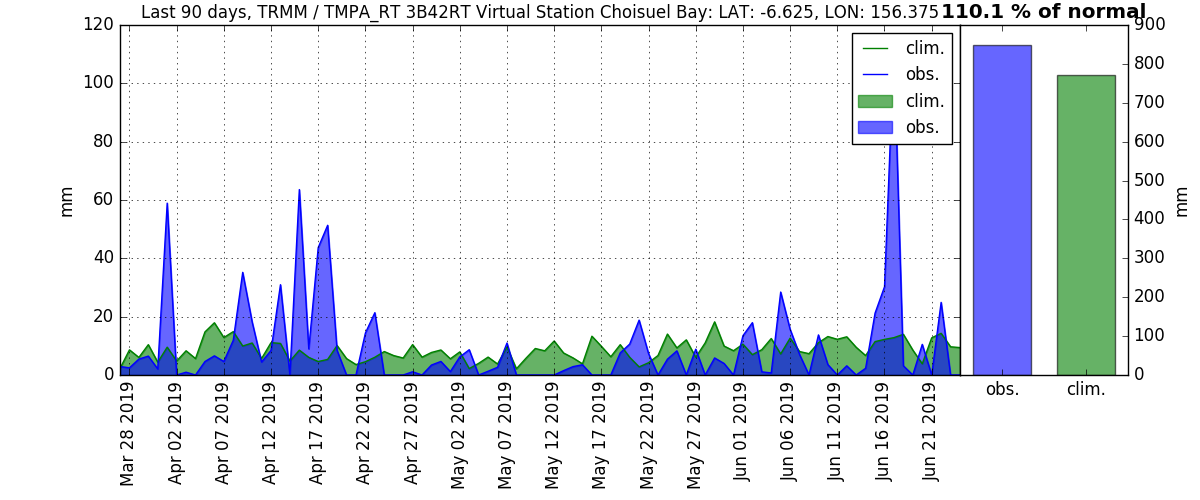 Last 90 days, TRMM / TMPA_RT 3B42RT Virtual Station Choisuel Bay: LAT: -6.625, LON: 156.375
110.1 % of normal
120
100
80
60
40
20
0
mm
clim.
obs.
clim.
obs.
900
800
700
600
500
400
300
200
100
0
mm
Mar 28 2019
Apr 02 2019
Apr 07 2019
Apr 12 2019
Apr 17 2019
Apr 22 2019
Apr 27 2019
May 02 2019
May 07 2019
May 12 2019
May 17 2019
May 22 2019
May 27 2019
Jun 01 2019
Jun 06 2019
Jun 11 2019
Jun 16 2019
Jun 21 2019
obs.
clim.